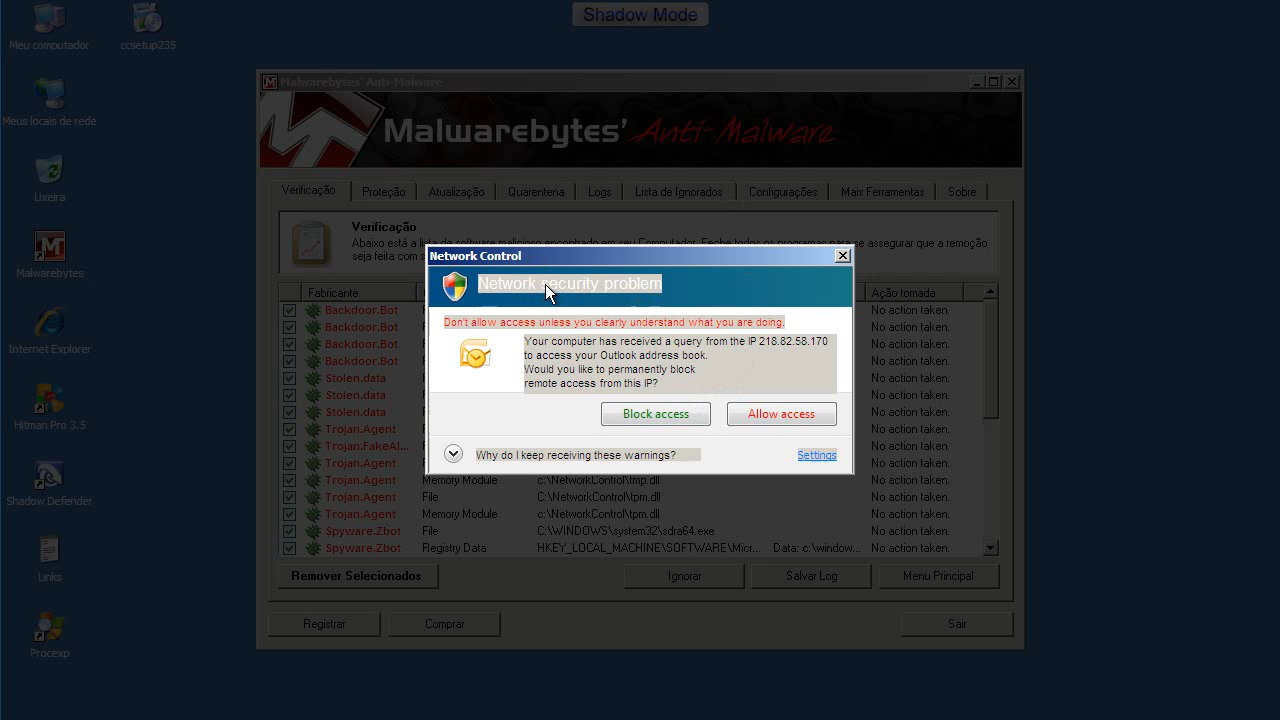 Shadow Mode
Meu computador
ccsetup235
Meus locais de rede
Lixeira
Malwarebytes
Internet Explorer
Hitman Pro 3.5
Shadow Defender
Links
Procexp
Malwarebytes' Anti-Malware
Malwarebytes' Anti-Malware
Verificação Proteção Atualização Quarentena Logs Lista de Ignorados Configurações Mais Ferramentas Sobre
Verificação
Abaixo está a lista de software malicioso encontrado em seu Computador. Feche todos os programas para se assegurar que a remoção
seja feita com
Network Control
Network security problem
Don't allow access unless you clearly understand what you are doing.
Your computer has received a query from the IP 218.82.58.170
to access your Outlook address book.
Would you like to permanently block
remote access from this IP?
Block access Allow access
Why do I keep receiving these warnings? Settings
Fabricante Ação tomada
Backdoor.Bot No action taken.
Backdoor.Bot No action taken.
Backdoor.Bot No action taken.
Backdoor.Bot No action taken.
Stolen.data No action taken.
Stolen.data No action taken.
Stolen.data No action taken.
Trojan.Agent No action taken.
Trojan.FakeAl... No action taken.
Trojan.Agent No action taken.
Trojan.Agent Memory Module c:\NetworkControl\tmp.dll No action taken.
Trojan.Agent File C:\NetworkControl\tpm.dll No action taken.
Trojan.Agent Memory Module c:\NetworkControl\tpm.dll No action taken.
Spyware.Zbot File C:\WINDOWS\system32\sdra64.exe No action taken.
Spyware.Zbot Registry Data HKEY_LOCAL_MACHINE\SOFTWARE\Micr... Data: c:\window... No action taken.
Remover Selecionados Ignorar Salvar Log Menu Principal
Registrar Comprar Sair